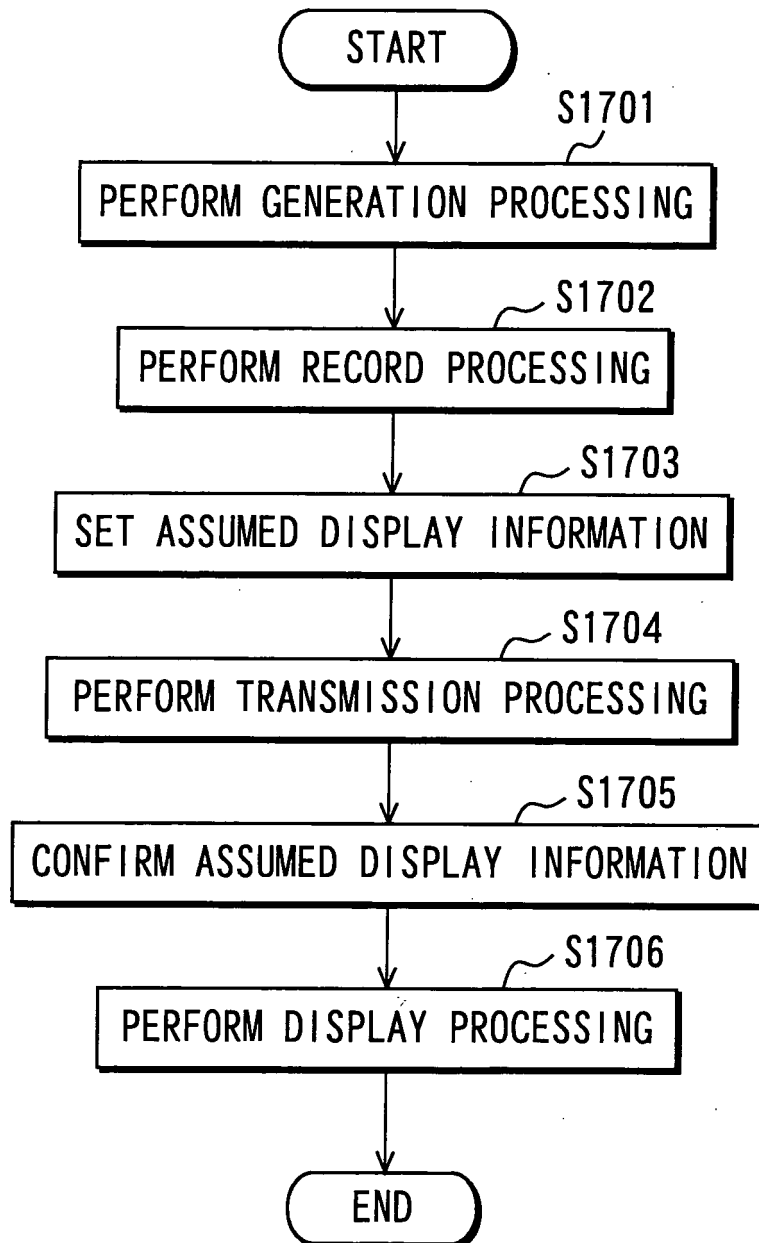 START
S1701
PERFORM GENERATION PROCESSING
S1702
PERFORM RECORD PROCESSING
S1703
SET ASSUMED DISPLAY INFORMATION
S1704
PERFORM TRANSMISSION PROCESSING
S1705
CONFIRM ASSUMED DISPLAY INFORMATION
S1706
PERFORM DISPLAY PROCESSING
END